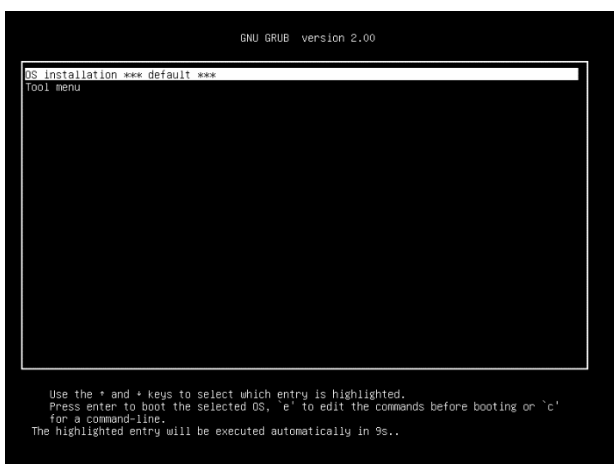 GNU GRUB version 2.00
OS installation *** default ***
Tool menu
Use the ↑ and ↓ keys to select which entry is highlighted.
Press enter to boot the selected OS, `e' to edit the commands before booting or `c'
for a command-line.
The highlighted entry will be executed automatically in 9s..